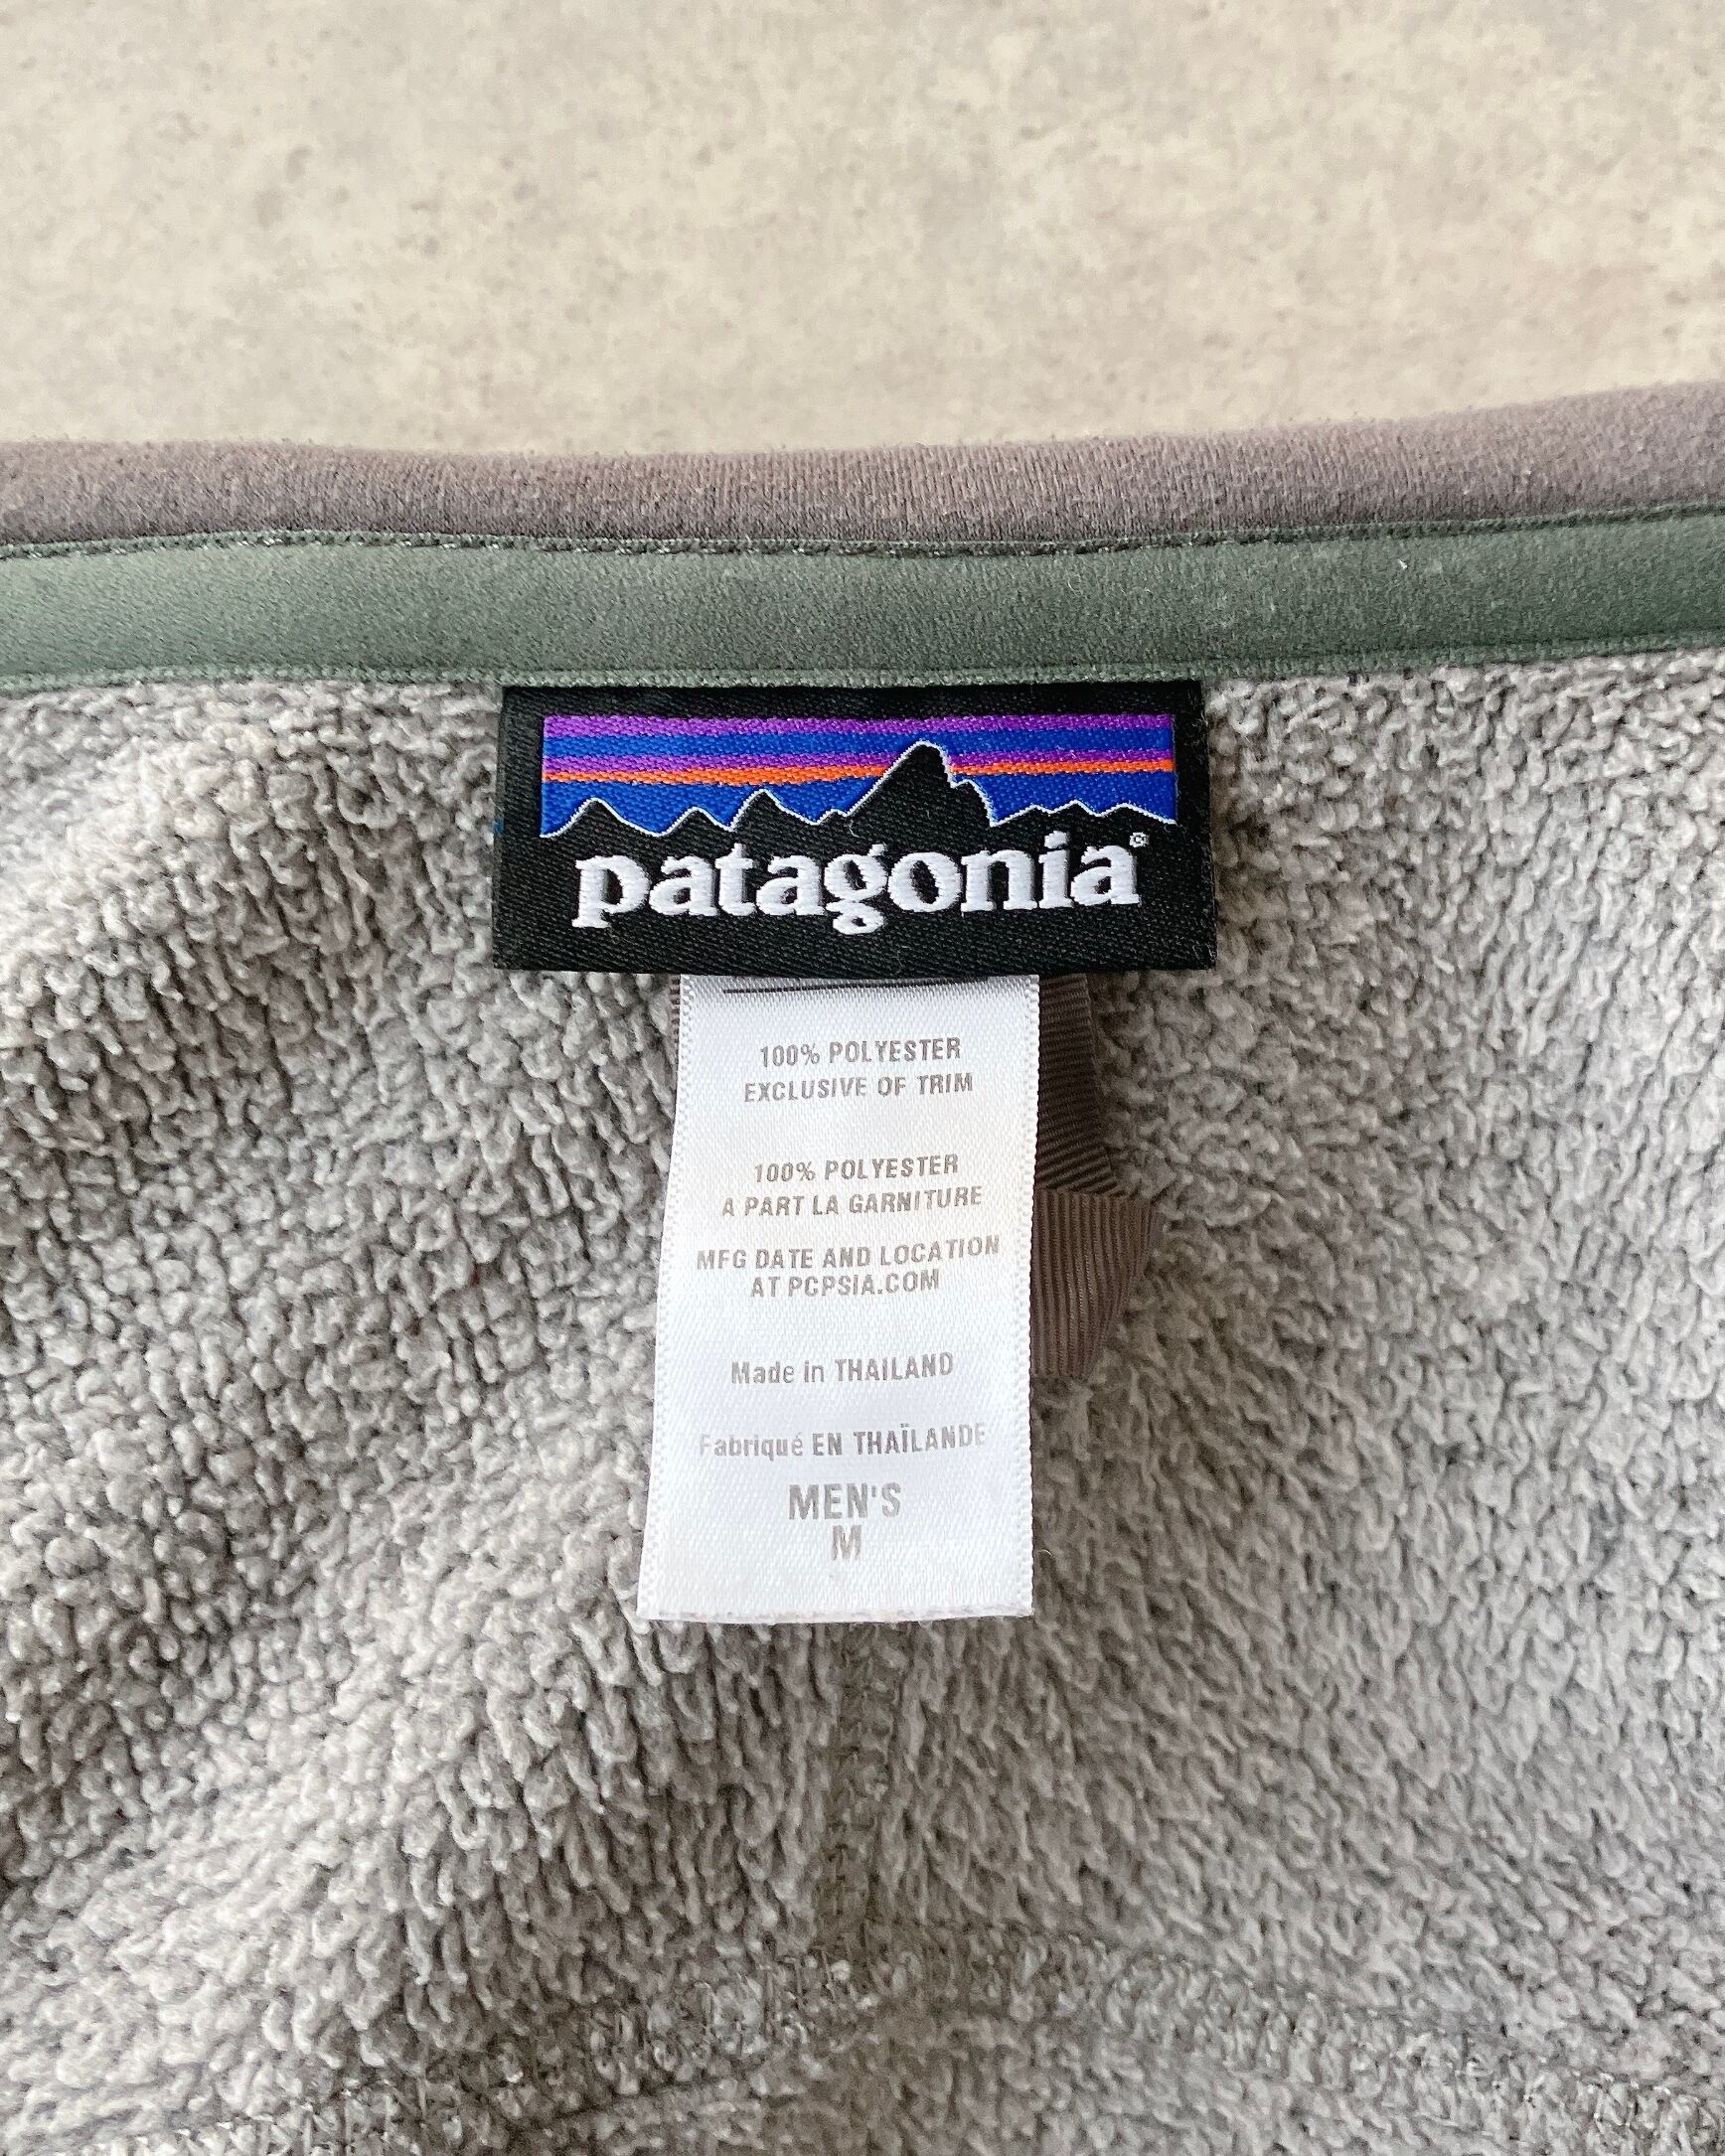 patagonia®
100% POLYESTER
EXCLUSIVE OF TRIM
100% POLYESTER
A PART LA GARNITURE
MFG DATE AND LOCATION
AT PCPSIA.COM
Made in THAILAND
Fabriqué EN THAÏLANDE
MEN'S
M